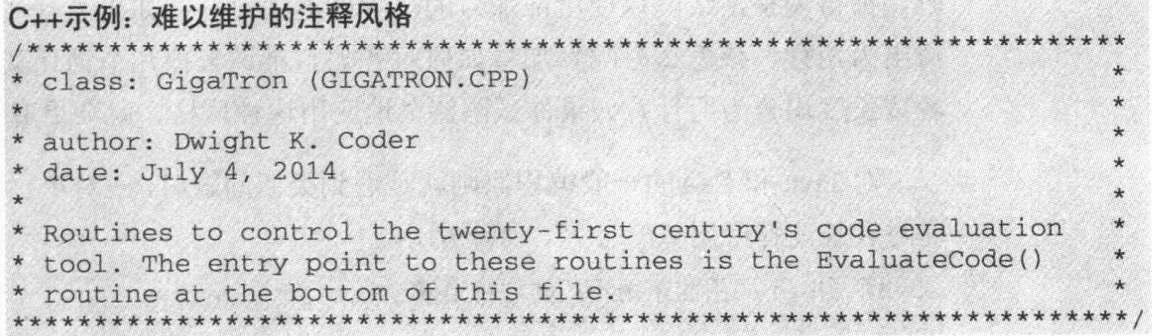 C++示例：难以维护的注释风格
/*******************************************************************
* class: GigaTron (GIGATRON.CPP) *
* *
* author: Dwight K. Coder *
* date: July 4, 2014 *
* *
* Routines to control the twenty-first century's code evaluation *
* tool. The entry point to these routines is the EvaluateCode() *
* routine at the bottom of this file. *
*******************************************************************/